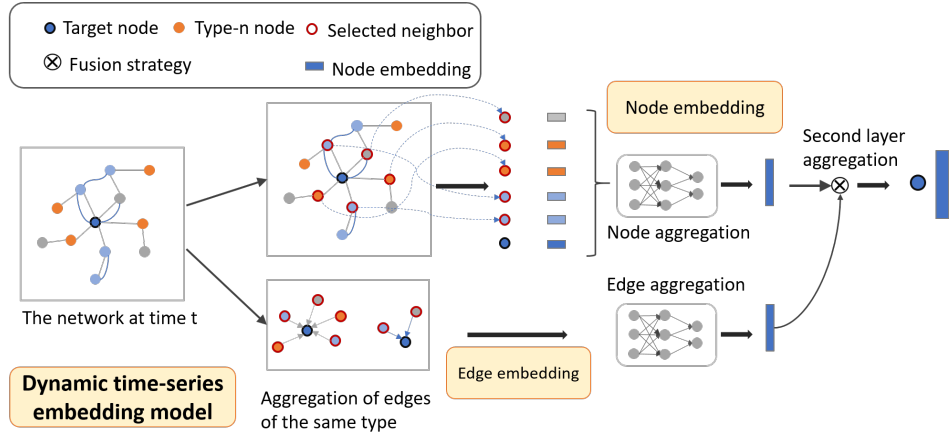 Target node
Type-n node
Selected neighbor
Fusion strategy
Node embedding
Node embedding
Second layer
aggregation
Node aggregation
The network at time t
Edge aggregation
Edge embedding
Dynamic time-series
embedding model
Aggregation of edges
of the same type